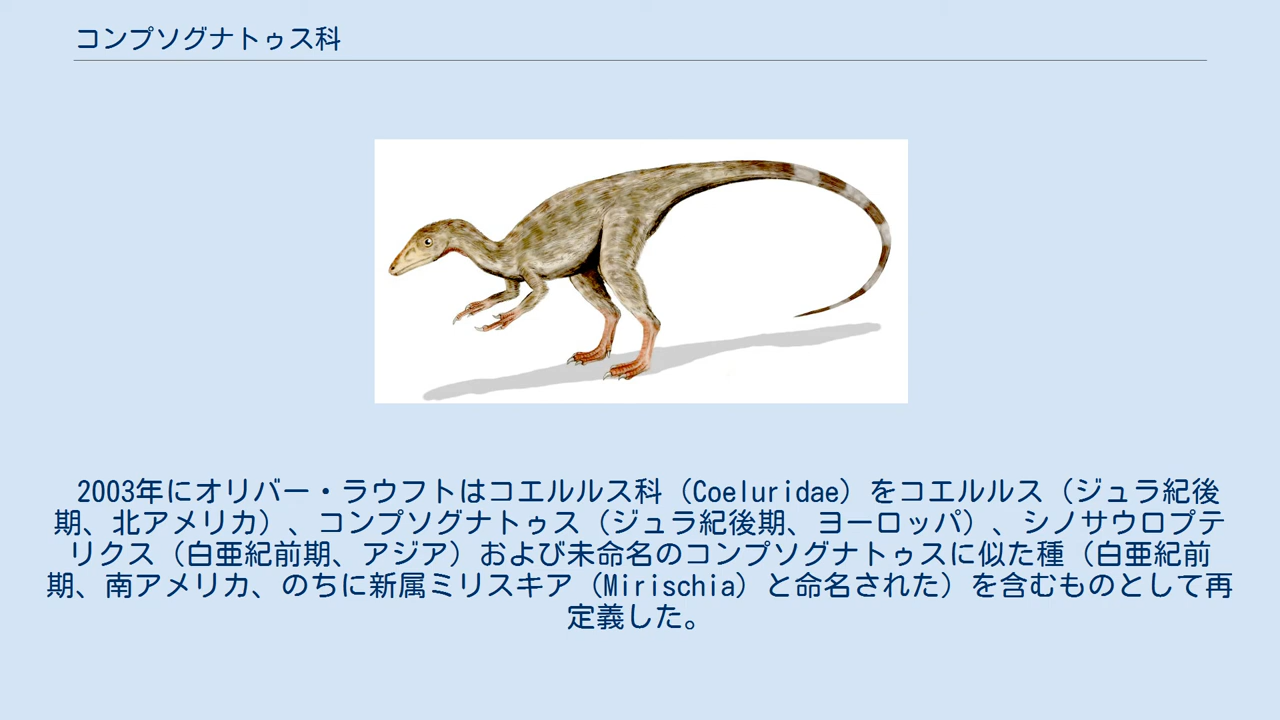 コンプソグナトゥス科
2003年にオリバー・ラウフトはコエルルス科（Coeluridae）をコエルルス（ジュラ紀後
期、北アメリカ）、コンプソグナトゥス（ジュラ紀後期、ヨーロッパ）、シノサウロプテ
リクス（白亜紀前期、アジア）および未命名のコンプソグナトゥスに似た種（白亜紀前
期、南アメリカ、のちに新属ミリスキア（Mirischia）と命名された）を含むものとして再
定義した。